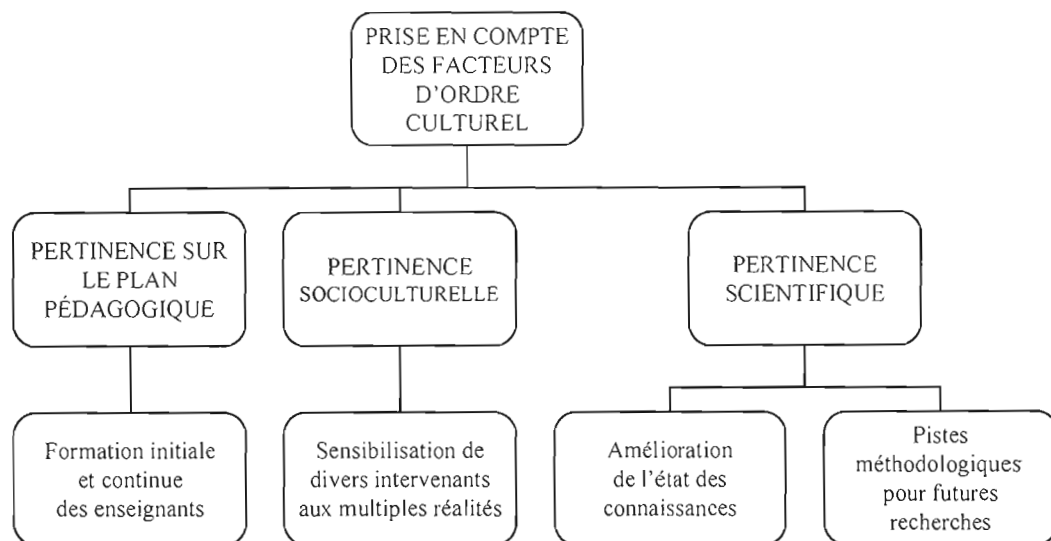 PRISE EN COMPTE
DES FACTEURS
D'ORDRE
CULTUREL
PERTINENCE SUR
LE PLAN
PÉDAGOGIQUE
PERTINENCE
SOCIOCULTURELLE
PERTINENCE
SCIENTIFIQUE
Formation initiale
et continue
des enseignants
Sensibilisation de
divers intervenants
aux multiples réalités
Amélioration
de l'état des
connaissances
Pistes
méthodologiques
pour futures
recherches